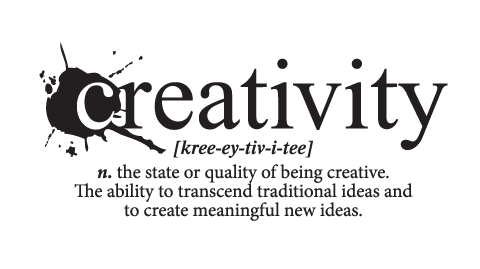 creativity
[kree-ey-tiv-i-tee]
n. the state or quality of being creative.
The ability to transcend traditional ideas and
to create meaningful new ideas.